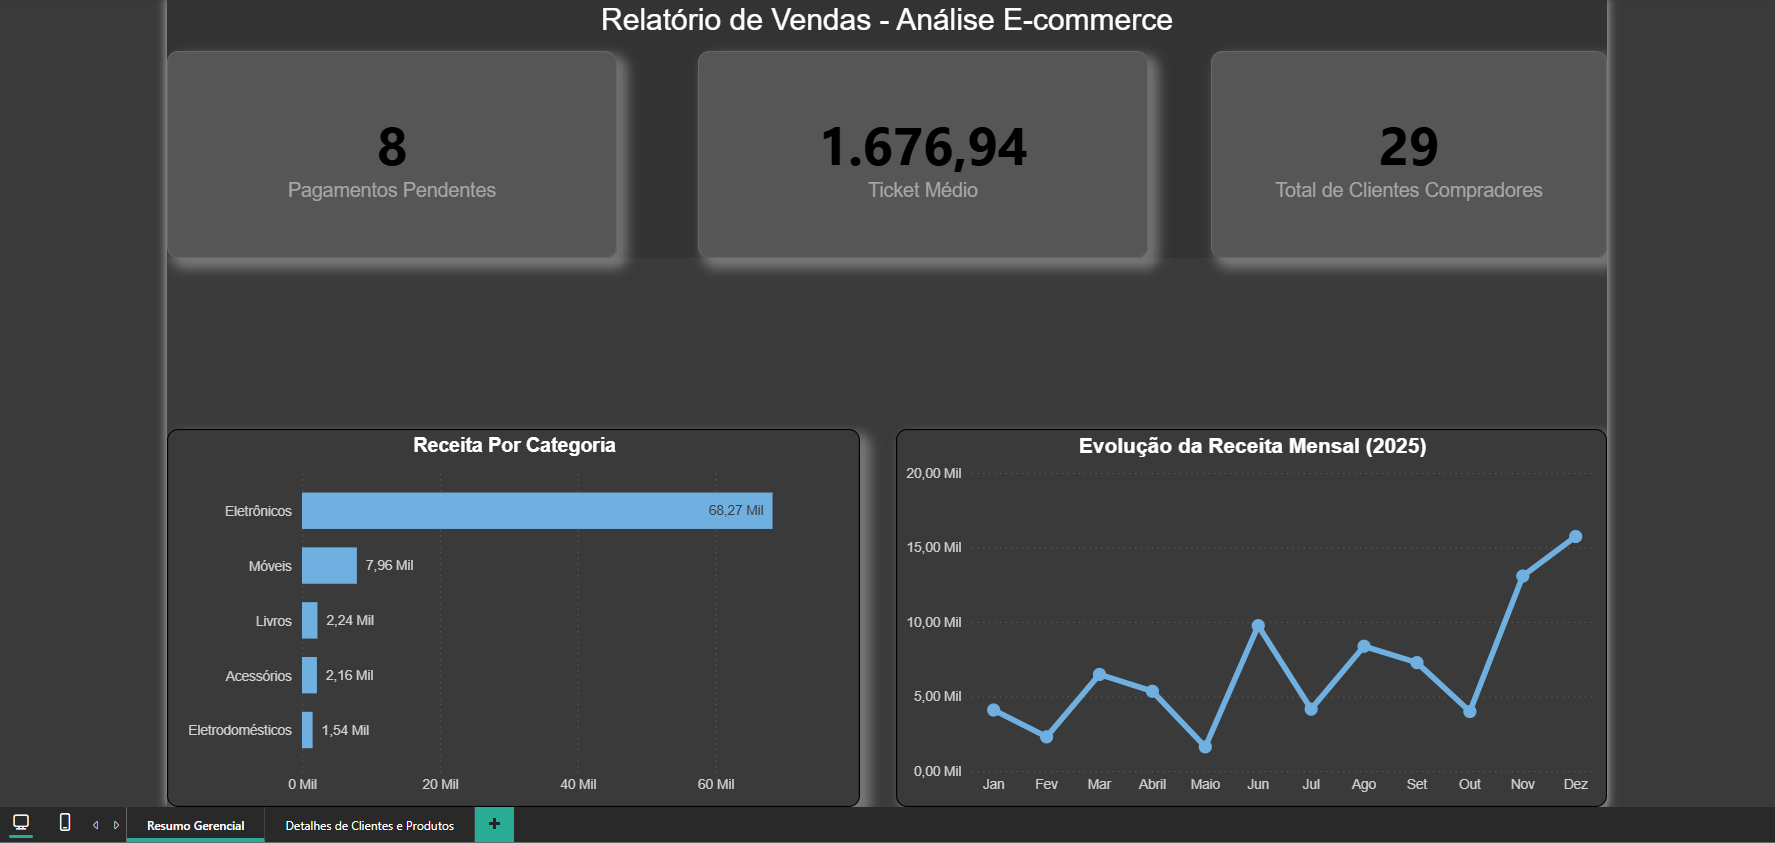 Relatório de Vendas - Análise E-commerce
8
Pagamentos Pendentes
1.676,94
Ticket Médio
29
Total de Clientes Compradores
Receita Por Categoria
Eletrônicos
68,27 Mil
Móveis
7,96 Mil
Livros
2,24 Mil
Acessórios
2,16 Mil
Eletrodomésticos
1,54 Mil
0 Mil 20 Mil 40 Mil 60 Mil
Evolução da Receita Mensal (2025)
20,00 Mil
15,00 Mil
10,00 Mil
5,00 Mil
0,00 Mil
Jan Fev Mar Abril Maio Jun Jul Ago Set Out Nov Dez
Resumo Gerencial
Detalhes de Clientes e Produtos
+